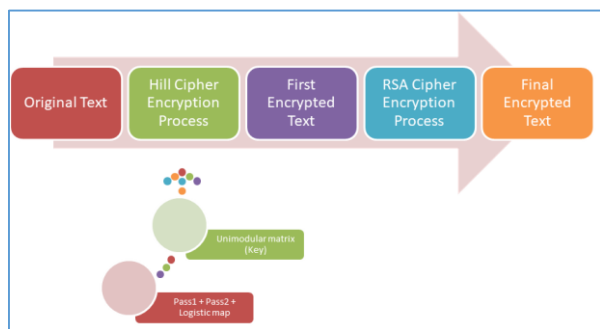 Original Text
Hill Cipher
Encryption
Process
First
Encrypted
Text
RSA Cipher
Encryption
Process
Final
Encrypted
Text
Unimodular matrix
(Key)
Pass1 + Pass2 +
Logistic map